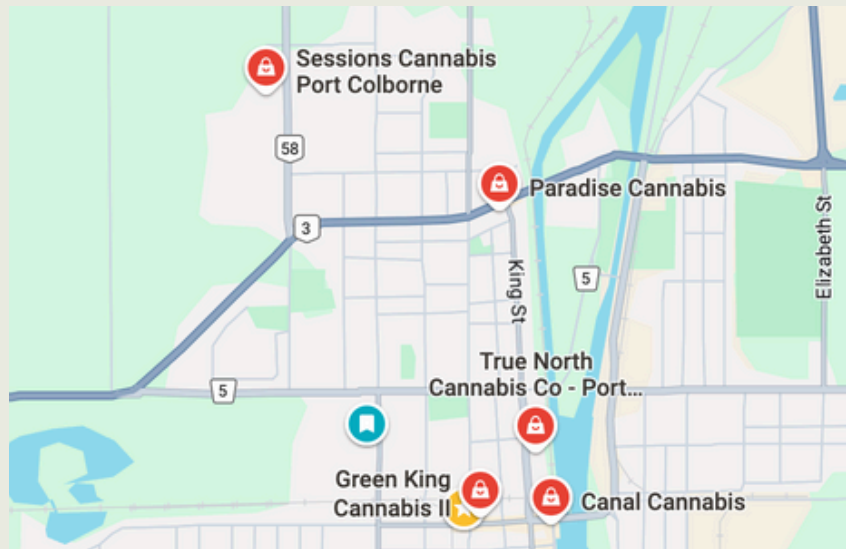 Sessions Cannabis
Port Colborne
58
Paradise Cannabis
3
King St
5
Elizabeth St
True North
Cannabis Co - Port...
5
Green King
Cannabis II
Canal Cannabis